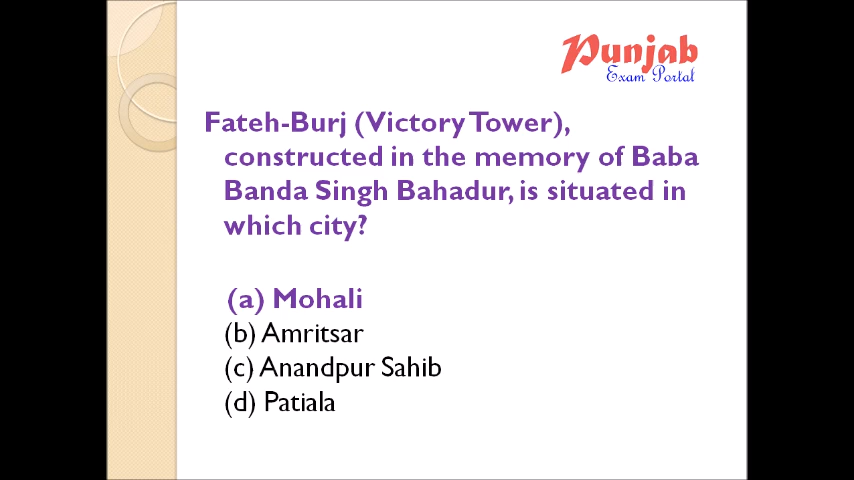 Punjab
Exam Portal
Fateh-Burj (Victory Tower),
constructed in the memory of Baba
Banda Singh Bahadur, is situated in
which city?
(a) Mohali
(b) Amritsar
(c) Anandpur Sahib
(d) Patiala